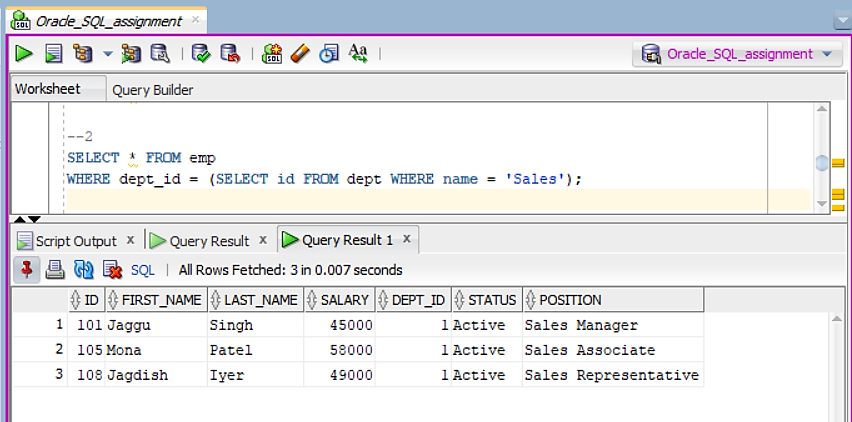 Oracle_SQL_assignment
SQL Aa Oracle_SQL_assignment
Worksheet Query Builder
--2
SELECT * FROM emp
WHERE dept_id = (SELECT id FROM dept WHERE name = 'Sales');
Script Output x Query Result x Query Result 1 x
SQL | All Rows Fetched: 3 in 0.007 seconds
ID FIRST_NAME LAST_NAME SALARY DEPT_ID STATUS POSITION
1 101 Jaggu Singh 45000 1 Active Sales Manager
2 105 Mona Patel 58000 1 Active Sales Associate
3 108 Jagdish Iyer 49000 1 Active Sales Representative